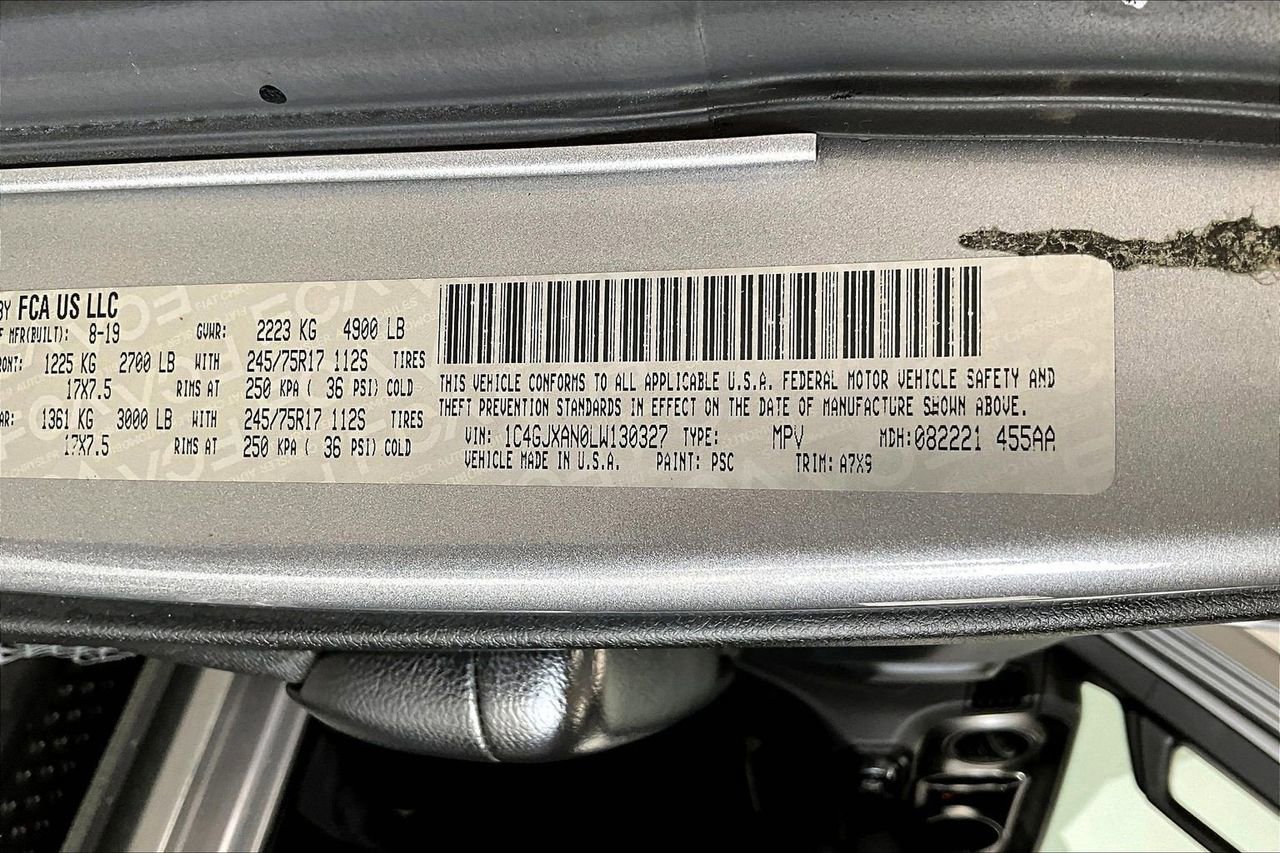 BY FCA US LLC
F MFR(BUILT): 8-19 GVWR: 2223 KG 4900 LB
RONT: 1225 KG 2700 LB WITH 245/75R17 112S TIRES
17X7.5 RIMS AT 250 KPA ( 36 PSI) COLD
AR: 1361 KG 3000 LB WITH 245/75R17 112S TIRES
17X7.5 RIMS AT 250 KPA ( 36 PSI) COLD
THIS VEHICLE CONFORMS TO ALL APPLICABLE U.S.A. FEDERAL MOTOR VEHICLE SAFETY AND
THEFT PREVENTION STANDARDS IN EFFECT ON THE DATE OF MANUFACTURE SHOWN ABOVE.
VIN: 1C4GJXAN0LW130327 TYPE: MPV MDH:082221 455AA
VEHICLE MADE IN U.S.A. PAINT: PSC TRIM: A7X9